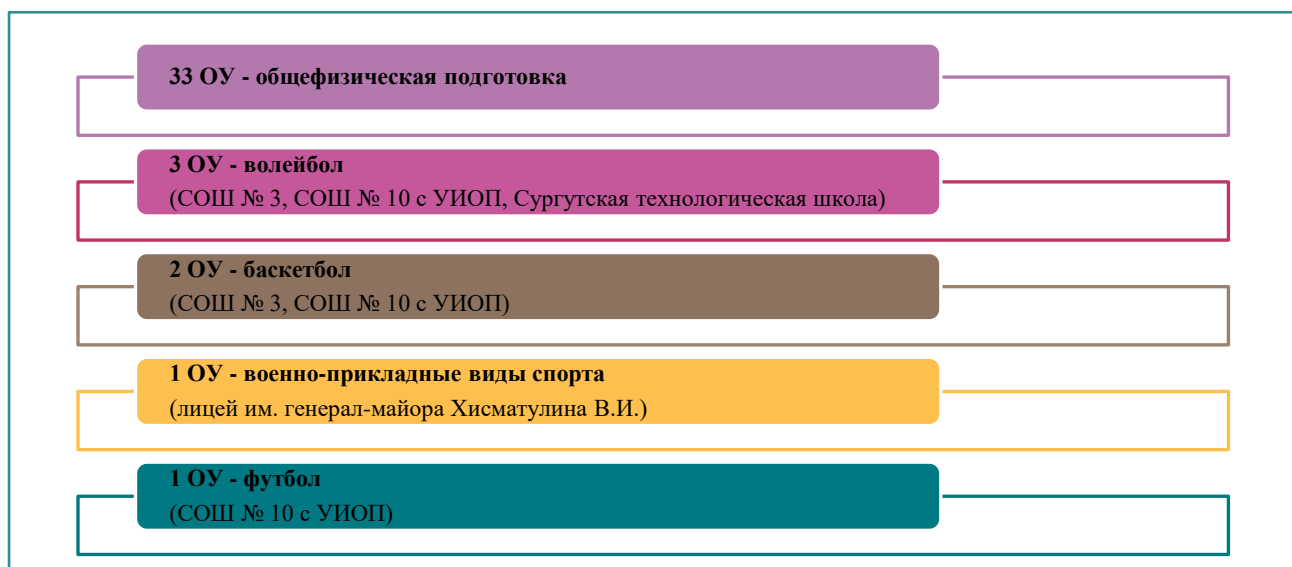 33 ОУ - общефизическая подготовка
3 ОУ - волейбол
(СОШ № 3, СОШ № 10 с УИОП, Сургутская технологическая школа)
2 ОУ - баскетбол
(СОШ № 3, СОШ № 10 с УИОП)
1 ОУ - военно-прикладные виды спорта
(лицей им. генерал-майора Хисматулина В.И.)
1 ОУ - футбол
(СОШ № 10 с УИОП)